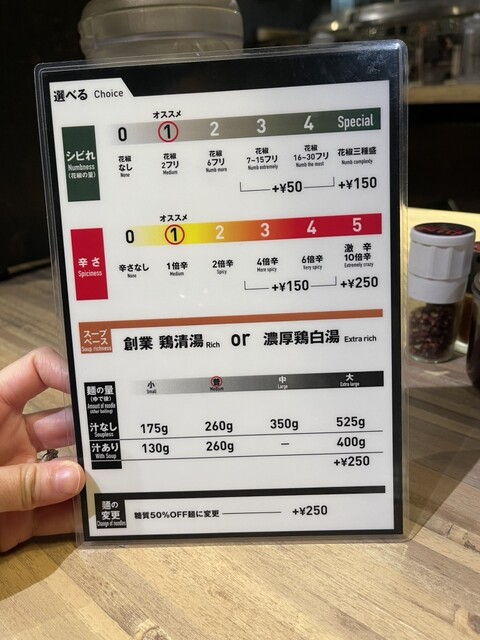 選べる Choice
オススメ
0 1 2 3 4 Special
シビれ
Numbness
(花椒の量)
花椒 なし None
花椒 2フリ Medium
花椒 6フリ Numb more
花椒 7~15フリ Numb extremely
花椒 16~30フリ Numb the most
花椒三種盛 Numb complexly
+¥50 +¥150
オススメ
0 1 2 3 4 5
辛さ
Spiciness
辛さなし None
1倍辛 Medium
2倍辛 Spicy
4倍辛 More spicy
6倍辛 Very spicy
激辛 10倍辛 Extremely crazy
+¥150 +¥250
スープ
ベース
Soup richness
創業 鶏清湯 Rich or 濃厚鶏白湯 Extra rich
麺の量
(ゆで後)
Amount of noodle
(After boiling)
小 Small
普 Medium
中 Large
大 Extra large
汁なし Soupless 175g 260g 350g 525g
汁あり With Soup 130g 260g — 400g
+¥250
麺の
変更
Change of noodles
糖質50%OFF麺に変更 +¥250